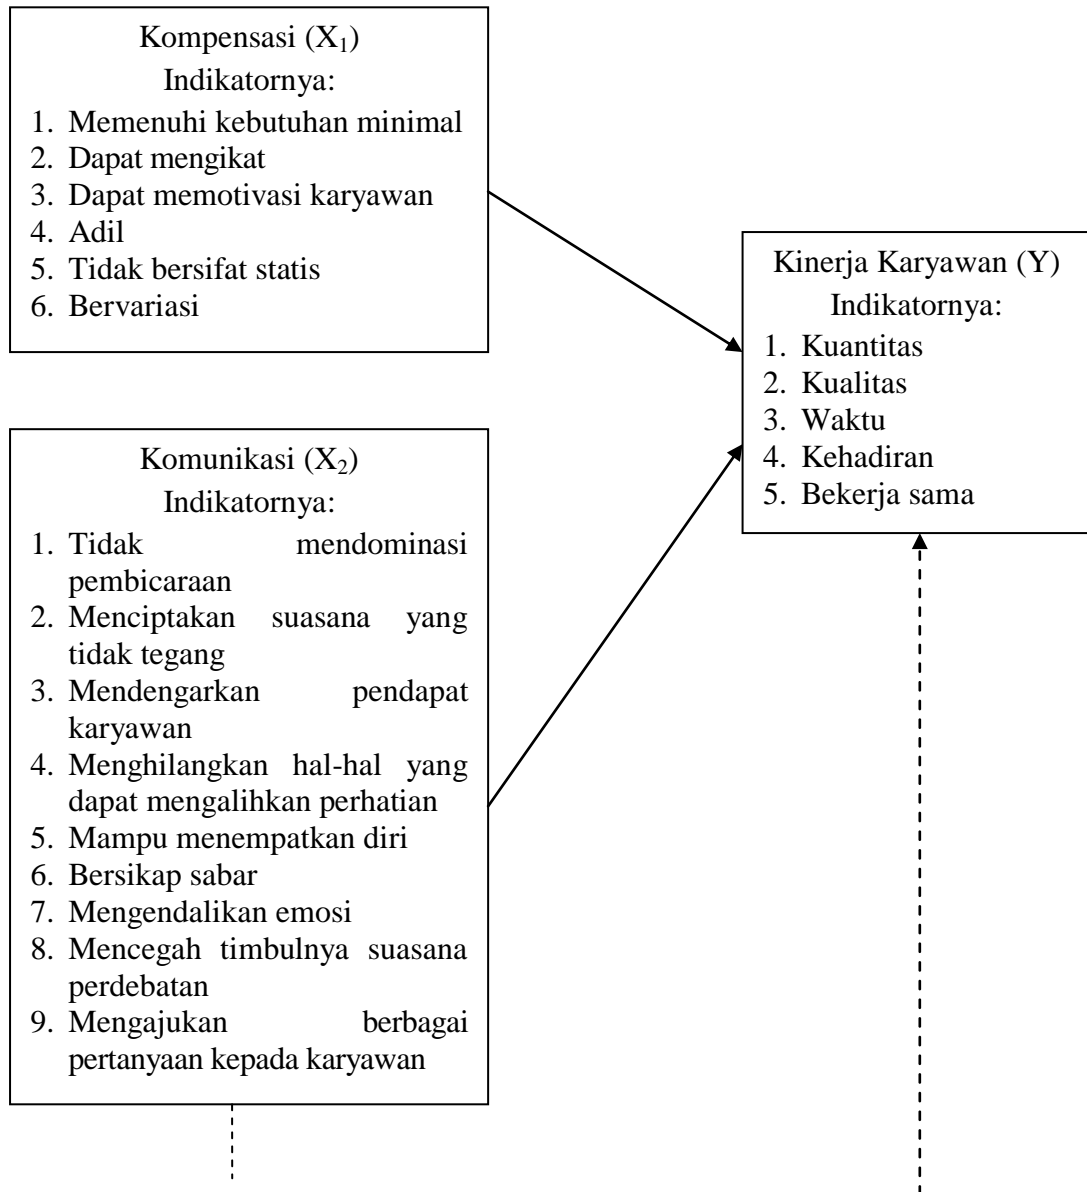 Kompensasi (X₁)
Indikatornya:
1. Memenuhi kebutuhan minimal
2. Dapat mengikat
3. Dapat memotivasi karyawan
4. Adil
5. Tidak bersifat statis
6. Bervariasi
Kinerja Karyawan (Y)
Indikatornya:
1. Kuantitas
2. Kualitas
3. Waktu
4. Kehadiran
5. Bekerja sama
Komunikasi (X₂)
Indikatornya:
1. Tidak mendominasi
pembicaraan
2. Menciptakan suasana yang
tidak tegang
3. Mendengarkan pendapat
karyawan
4. Menghilangkan hal-hal yang
dapat mengalihkan perhatian
5. Mampu menempatkan diri
6. Bersikap sabar
7. Mengendalikan emosi
8. Mencegah timbulnya suasana
perdebatan
9. Mengajukan berbagai
pertanyaan kepada karyawan